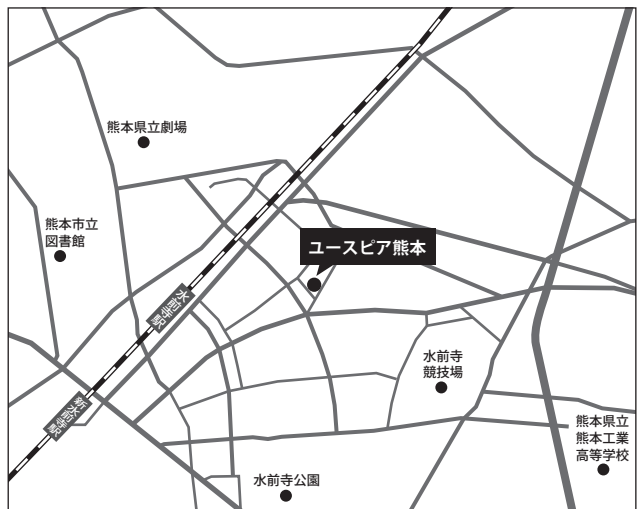 熊本県立劇場
熊本市立
図書館
ユースピア熊本
水前寺駅
水前寺
競技場
新水前寺駅
熊本県立
熊本工業
高等学校
水前寺公園